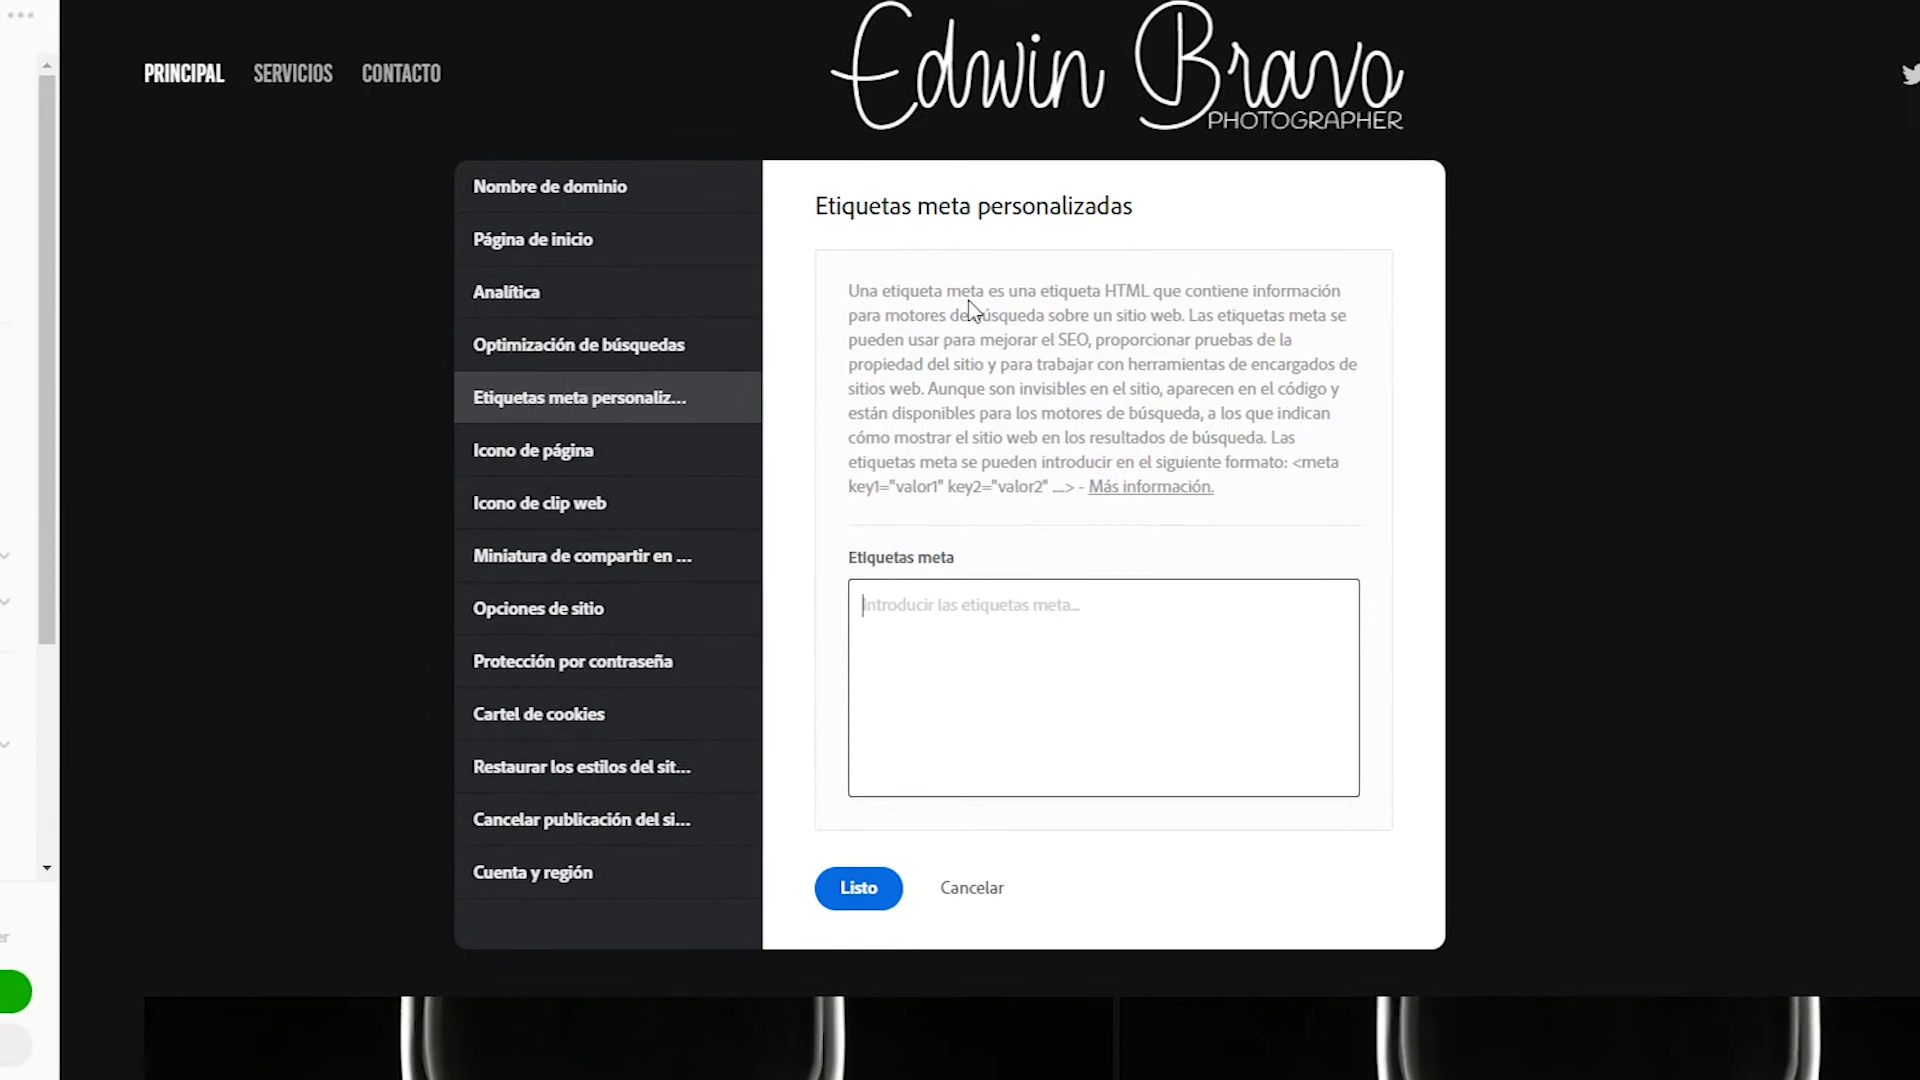 PRINCIPAL SERVICIOS CONTACTO
Edwin Bravo
PHOTOGRAPHER
Nombre de dominio
Página de inicio
Analítica
Optimización de búsquedas
Etiquetas meta personaliz...
Icono de página
Icono de clip web
Miniatura de compartir en ...
Opciones de sitio
Protección por contraseña
Cartel de cookies
Restaurar los estilos del sit...
Cancelar publicación del si...
Cuenta y región
Etiquetas meta personalizadas
Una etiqueta meta es una etiqueta HTML que contiene información
para motores de búsqueda sobre un sitio web. Las etiquetas meta se
pueden usar para mejorar el SEO, proporcionar pruebas de la
propiedad del sitio y para trabajar con herramientas de encargados de
sitios web. Aunque son invisibles en el sitio, aparecen en el código y
están disponibles para los motores de búsqueda, a los que indican
cómo mostrar el sitio web en los resultados de búsqueda. Las
etiquetas meta se pueden introducir en el siguiente formato: <meta
key1="valor1" key2="valor2" ....> - Más información.
Etiquetas meta
Introducir las etiquetas meta...
Listo Cancelar
er